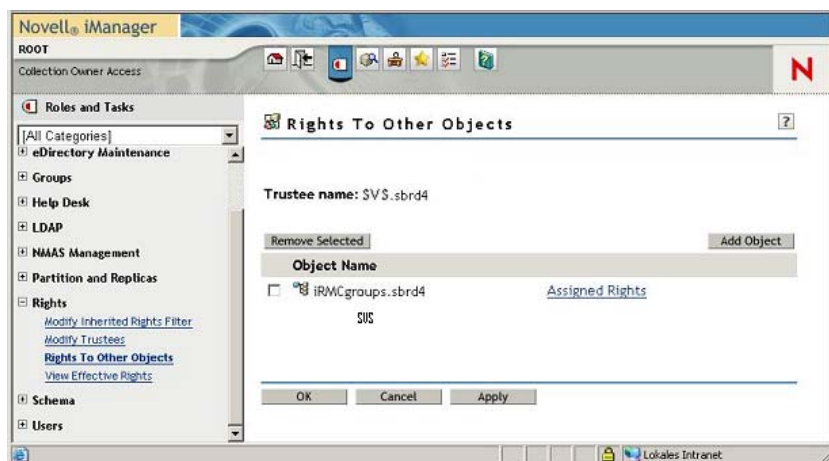 Novell® iManager
ROOT
Collection Owner Access
N
Roles and Tasks
[All Categories]
eDirectory Maintenance
Groups
Help Desk
LDAP
NMAS Management
Partition and Replicas
Rights
Modify Inherited Rights Filter
Modify Trustees
Rights To Other Objects
View Effective Rights
Schema
Users
Rights To Other Objects
?
Trustee name: SVS.sbrd4
Remove Selected
Add Object
Object Name
iRMCgroups.sbrd4 Assigned Rights
SVS
OK Cancel Apply
Lokales Intranet